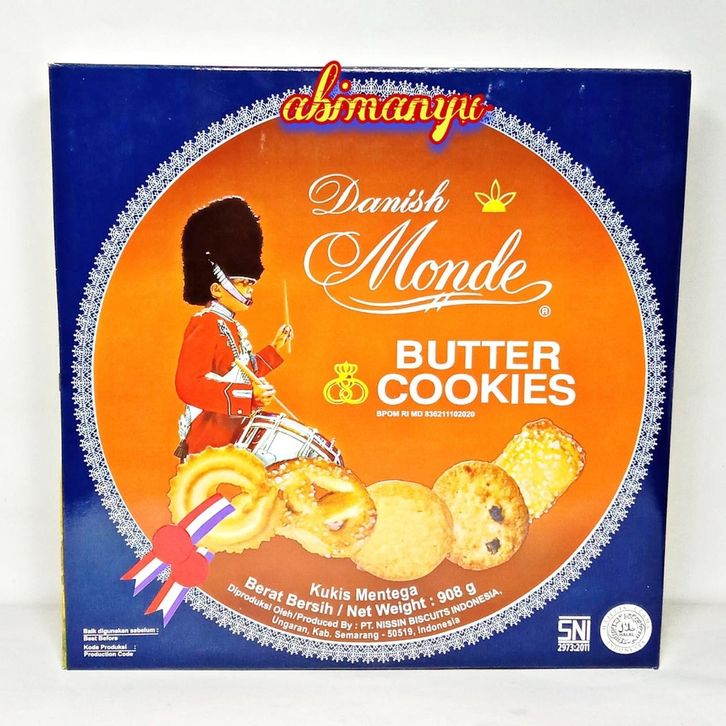 abimanyu
Danish
Monde
®
BUTTER
COOKIES
BPOM RI MD 836211102020
Kukis Mentega
Berat Bersih / Net Weight : 908 g
Diproduksi Oleh/Produced By : PT. NISSIN BISCUITS INDONESIA,
Ungaran, Kab. Semarang - 50519, Indonesia
Baik digunakan sebelum :
Best Before
Kode Produksi :
Production Code
SNI
2973:2011
HALAL